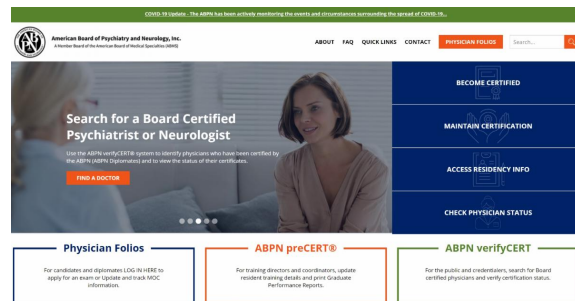 COVID-19 Update - The ABPN has been actively monitoring the events and circumstances surrounding the spread of COVID-19...
American Board of Psychiatry and Neurology, Inc.
A Member Board of the American Board of Medical Specialties (ABMS)
ABOUT FAQ QUICK LINKS CONTACT PHYSICIAN FOLIOS Search...
BECOME CERTIFIED
Search for a Board Certified
Psychiatrist or Neurologist
MAINTAIN CERTIFICATION
Use the ABPN verifyCERT® system to identify physicians who have been certified by
the ABPN (ABPN Diplomates) and to view the status of their certificates.
FIND A DOCTOR
ACCESS RESIDENCY INFO
CHECK PHYSICIAN STATUS
Physician Folios
For candidates and diplomates LOG IN HERE to
apply for an exam or Update and track MOC
information.
ABPN preCERT®
For training directors and coordinators, update
resident training details and print Graduate
Performance Reports.
ABPN verifyCERT
For the public and credentialers, search for Board
certified physicians and verify certification status.